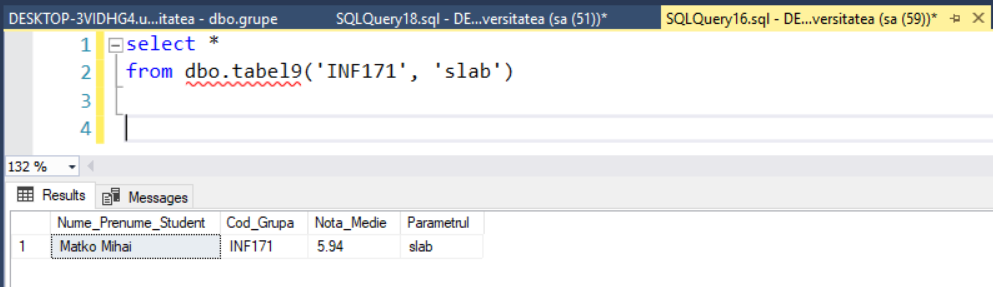 DESKTOP-3VIDHG4.u...itatea - dbo.grupe SQLQuery18.sql - DE...versitatea (sa (51))* SQLQuery16.sql - DE...versitatea (sa (59))*
1 select *
2 from dbo.tabel9('INF171', 'slab')
3
4
132 %
Results Messages
Nume_Prenume_Student Cod_Grupa Nota_Medie Parametrul
1 Matko Mihai INF171 5.94 slab